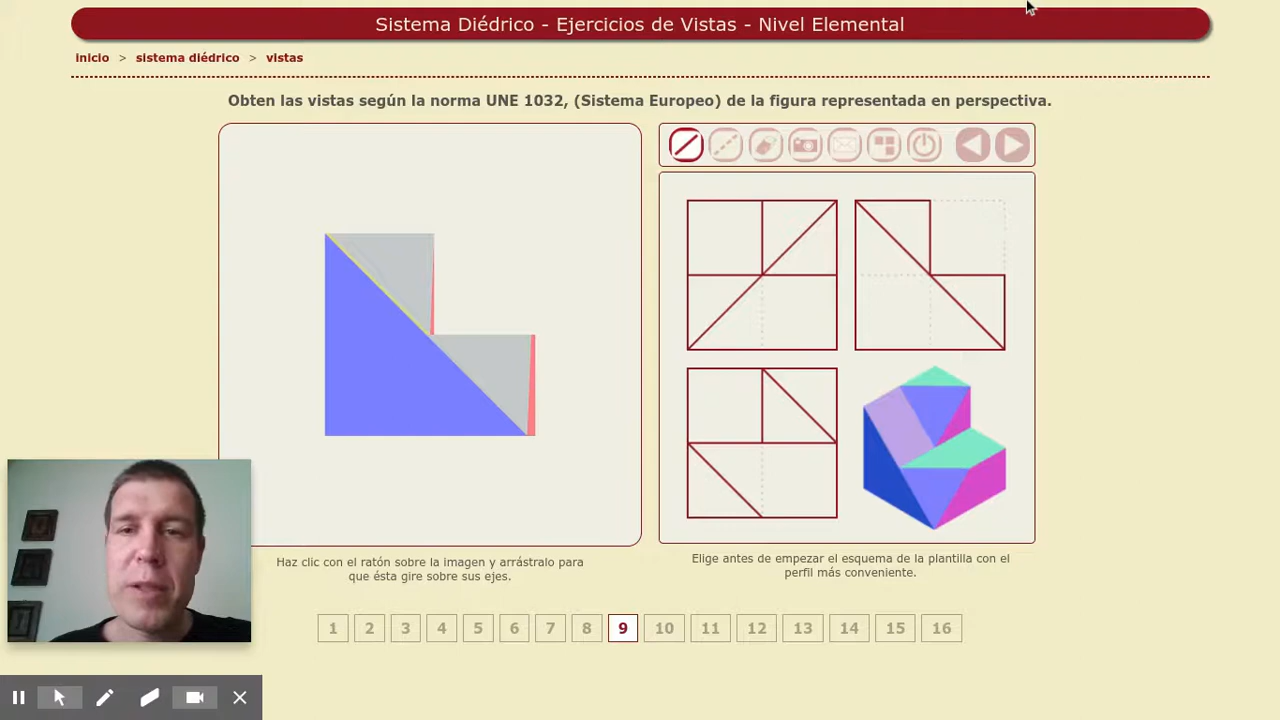 Sistema Diédrico - Ejercicios de Vistas - Nivel Elemental
inicio > sistema diédrico > vistas
Obten las vistas según la norma UNE 1032, (Sistema Europeo) de la figura representada en perspectiva.
Haz clic con el ratón sobre la imagen y arrástralo para
que ésta gire sobre sus ejes.
Elige antes de empezar el esquema de la plantilla con el
perfil más conveniente.
1 2 3 4 5 6 7 8 9 10 11 12 13 14 15 16